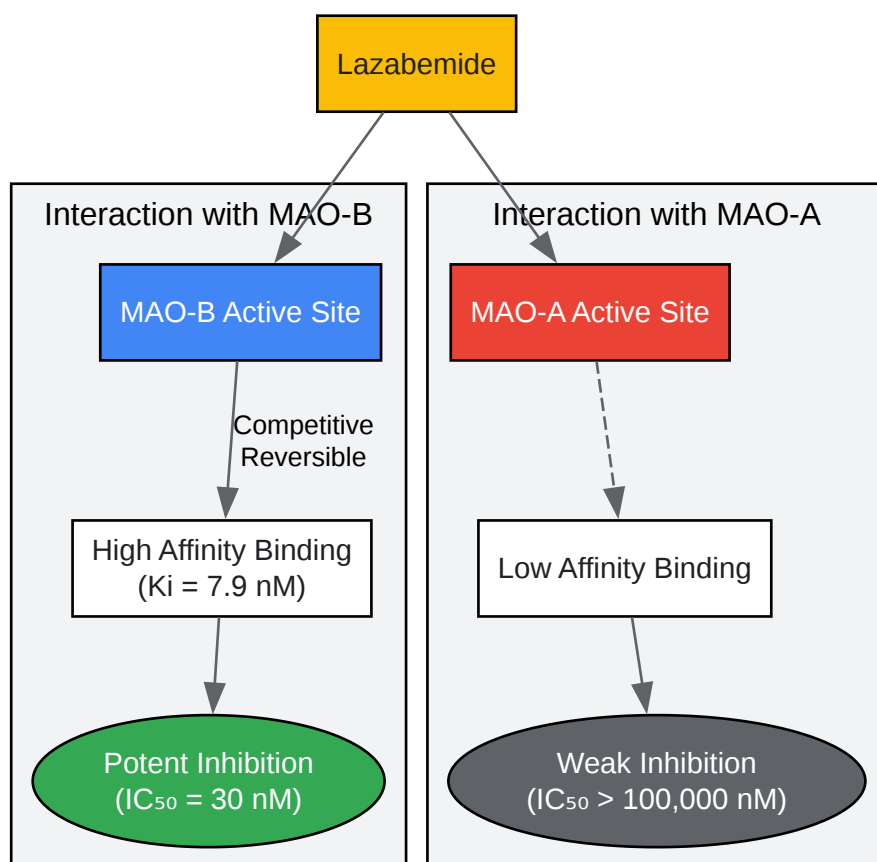 Lazabemide
Interaction with MAO-B
MAO-B Active Site
Competitive
Reversible
High Affinity Binding
(Ki = 7.9 nM)
Potent Inhibition
(IC₅₀ = 30 nM)
Interaction with MAO-A
MAO-A Active Site
Low Affinity Binding
Weak Inhibition
(IC₅₀ > 100,000 nM)